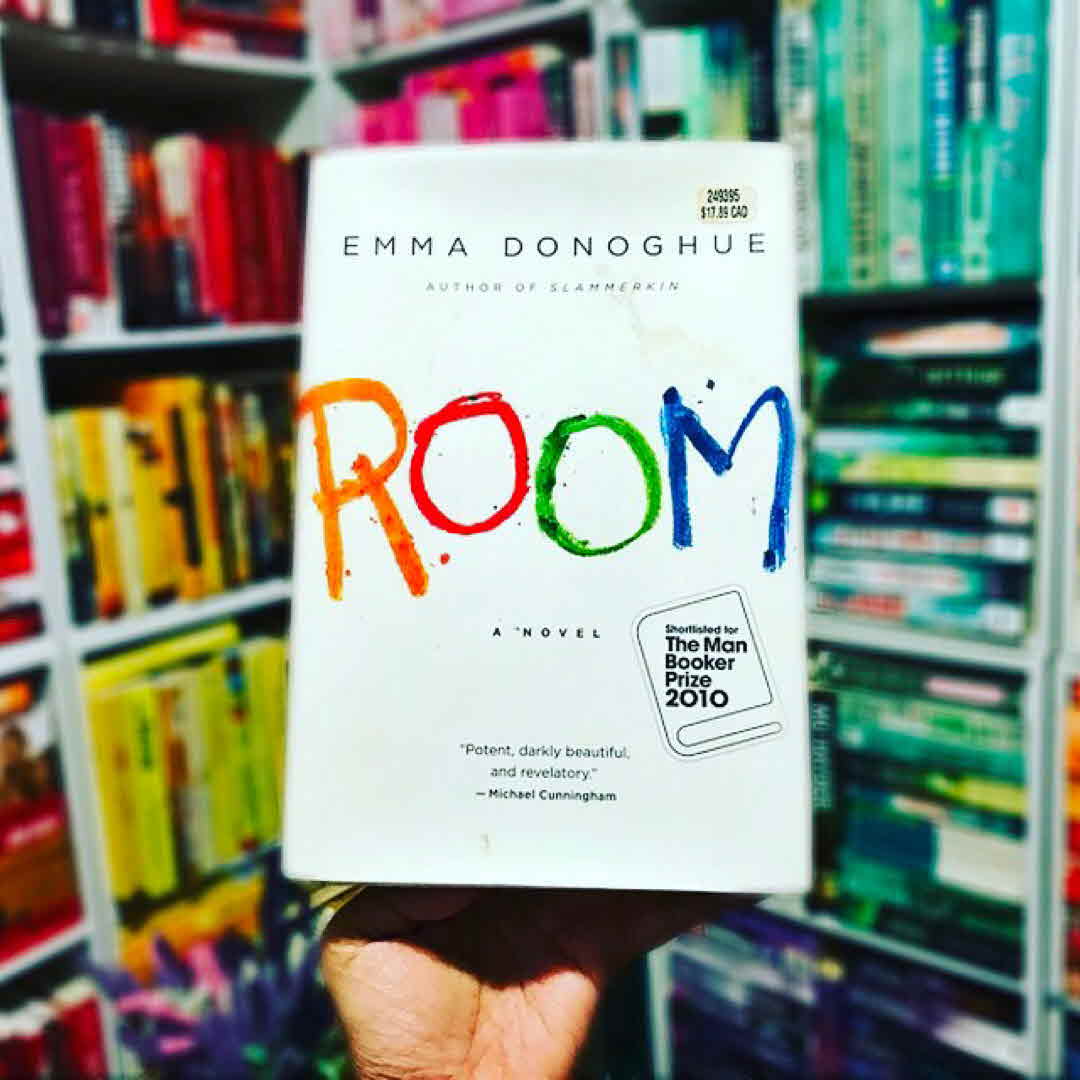 249395
$17.89 CAD
EMMA DONOGHUE
AUTHOR OF SLAMMERKIN
ROOM
A NOVEL
Shortlisted for
The Man
Booker
Prize
2010
"Potent, darkly beautiful,
and revelatory."
— Michael Cunningham